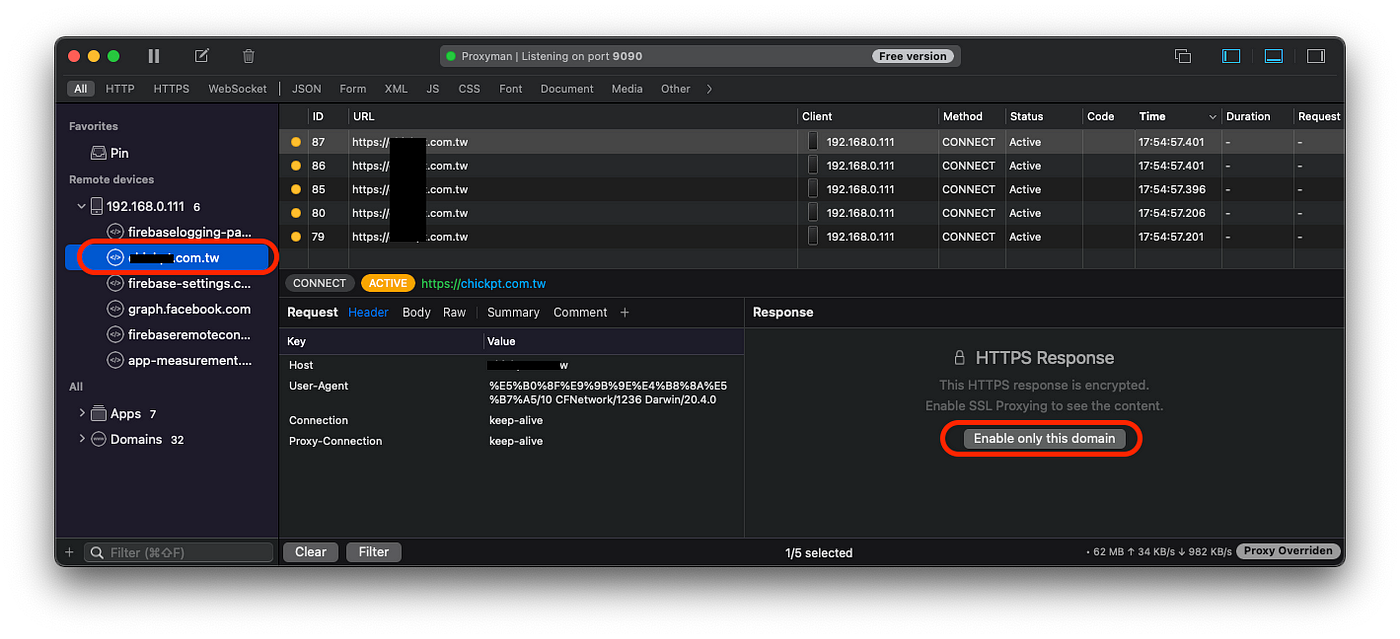 Proxyman | Listening on port 9090
Free version
All HTTP HTTPS WebSocket JSON Form XML JS CSS Font Document Media Other
Favorites
Pin
Remote devices
192.168.0.111 6
firebaselogging-pa...
.com.tw
firebase-settings.c...
graph.facebook.com
firebaseremotecon...
app-measurement....
All
Apps 7
Domains 32
Filter (⌘⇧F)
ID URL Client Method Status Code Time Duration Request
87 https:// .com.tw 192.168.0.111 CONNECT Active 17:54:57.401 - -
86 https:// .com.tw 192.168.0.111 CONNECT Active 17:54:57.401 - -
85 https:// .com.tw 192.168.0.111 CONNECT Active 17:54:57.396 - -
80 https:// .com.tw 192.168.0.111 CONNECT Active 17:54:57.206 - -
79 https:// .com.tw 192.168.0.111 CONNECT Active 17:54:57.201 - -
CONNECT ACTIVE https://chickpt.com.tw
Request Header Body Raw Summary Comment +
Key Value
Host w
User-Agent %E5%B0%8F%E9%9B%9E%E4%B8%8A%E5
%B7%A5/10 CFNetwork/1236 Darwin/20.4.0
Connection keep-alive
Proxy-Connection keep-alive
Response
HTTPS Response
This HTTPS response is encrypted.
Enable SSL Proxying to see the content.
Enable only this domain
Clear Filter
1/5 selected
• 62 MB ↑ 34 KB/s ↓ 982 KB/s Proxy Overriden